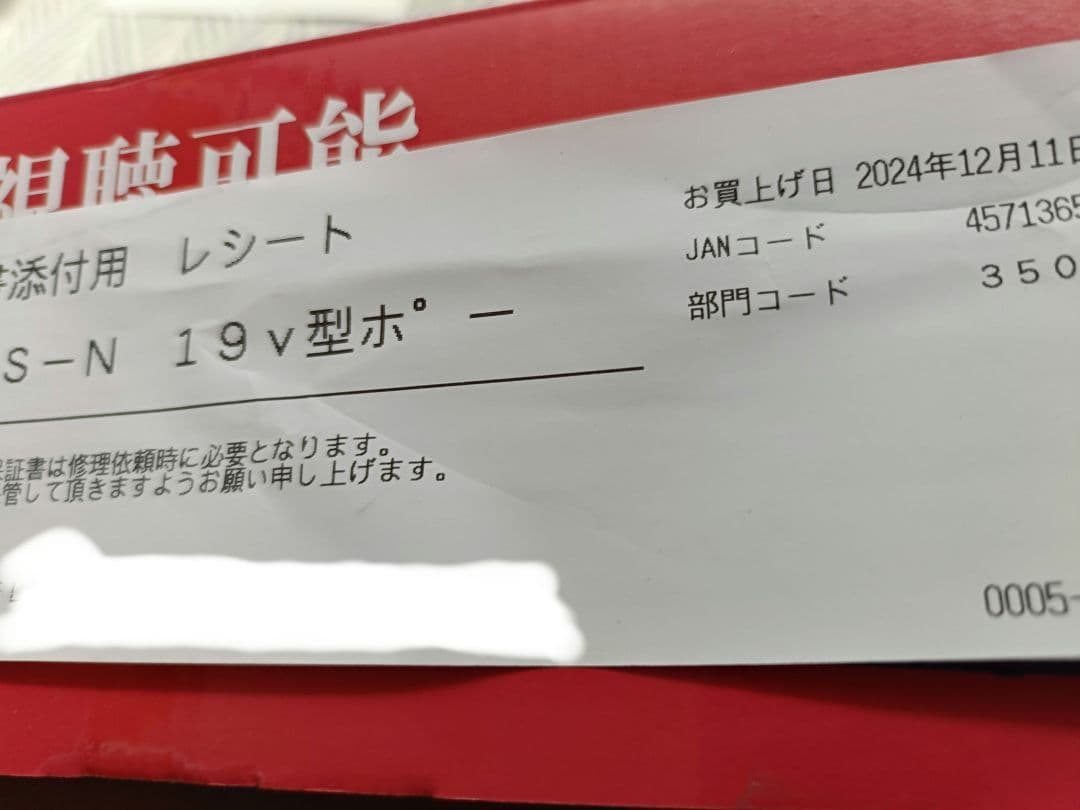 視聴可能
お買上げ日 2024年12月11日
添付用 レシート
JANコード 4571365
部門コード 350
S-N 19v型ポー
証書は修理依頼時に必要となります。
管して頂きますようお願い申し上げます。
0005-